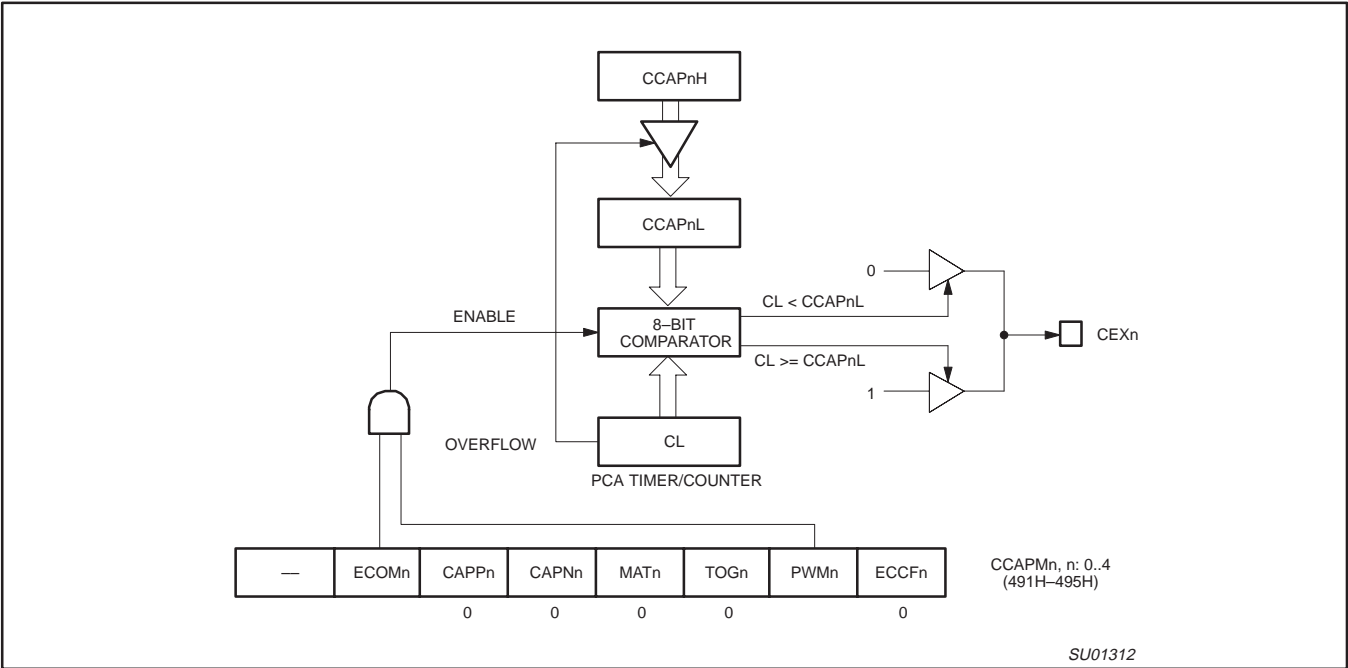 CCAPnH
CCAPnL
0
CL < CCAPnL
ENABLE
8–BIT
COMPARATOR
CEXn
CL >= CCAPnL
1
OVERFLOW
CL
PCA TIMER/COUNTER
— ECOMn CAPPn CAPNn MATn TOGn PWMn ECCFn
CCAPMn, n: 0..4
(491H–495H)
0 0 0 0 0
SU01312